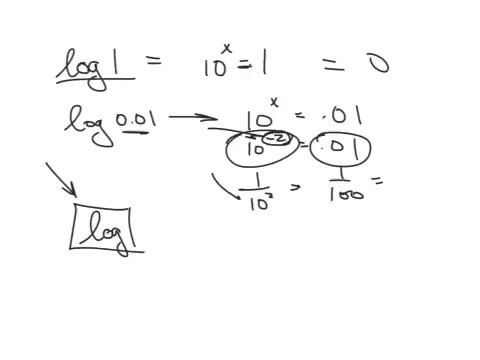 log 1 = 10^x = 1 = 0
log 0.01 → 10^x = .01
10^-2 = .01
1/10^2 = 1/100 =
log